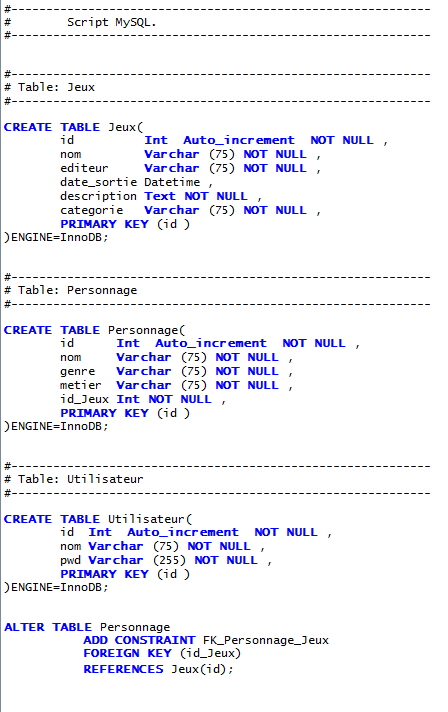 #------------------------------------------------------------
#        Script MySQL.
#------------------------------------------------------------
#------------------------------------------------------------
# Table: Jeux
#------------------------------------------------------------
CREATE TABLE Jeux(
        id          Int  Auto_increment  NOT NULL ,
        nom         Varchar (75) NOT NULL ,
        editeur     Varchar (75) NOT NULL ,
        date_sortie Datetime ,
        description Text NOT NULL ,
        categorie   Varchar (75) NOT NULL ,
        PRIMARY KEY (id )
)ENGINE=InnoDB;
#------------------------------------------------------------
# Table: Personnage
#------------------------------------------------------------
CREATE TABLE Personnage(
        id      Int  Auto_increment  NOT NULL ,
        nom     Varchar (75) NOT NULL ,
        genre   Varchar (75) NOT NULL ,
        metier  Varchar (75) NOT NULL ,
        id_Jeux Int NOT NULL ,
        PRIMARY KEY (id )
)ENGINE=InnoDB;
#------------------------------------------------------------
# Table: Utilisateur
#------------------------------------------------------------
CREATE TABLE Utilisateur(
        id  Int  Auto_increment  NOT NULL ,
        nom Varchar (75) NOT NULL ,
        pwd Varchar (255) NOT NULL ,
        PRIMARY KEY (id )
)ENGINE=InnoDB;
ALTER TABLE Personnage
           ADD CONSTRAINT FK_Personnage_Jeux
           FOREIGN KEY (id_Jeux)
           REFERENCES Jeux(id);